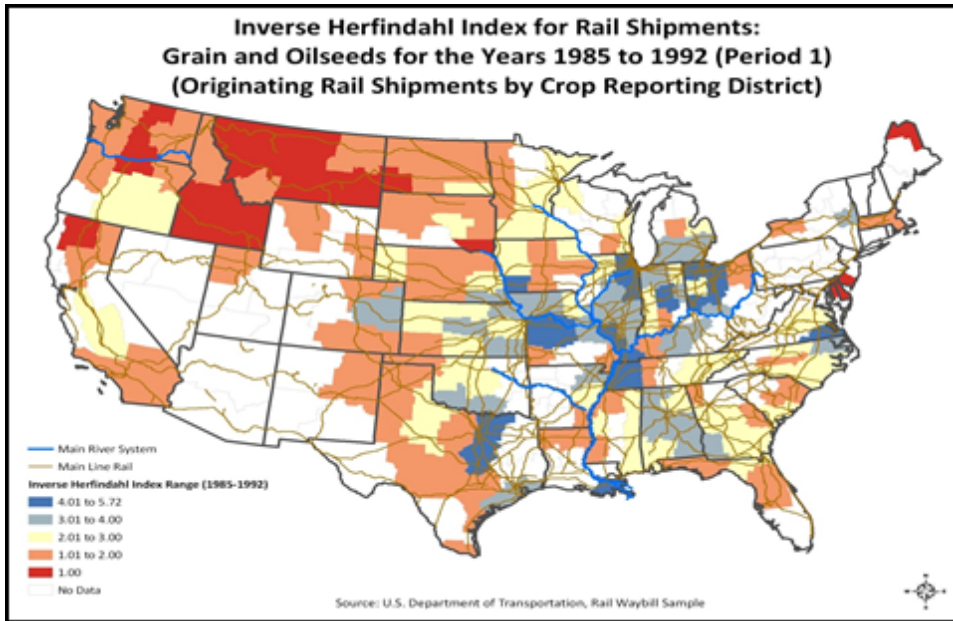 Inverse Herfindahl Index for Rail Shipments:
Grain and Oilseeds for the Years 1985 to 1992 (Period 1)
(Originating Rail Shipments by Crop Reporting District)
Main River System
Main Line Rail
Inverse Herfindahl Index Range (1985-1992)
4.01 to 5.72
3.01 to 4.00
2.01 to 3.00
1.01 to 2.00
1.00
No Data
Source: U.S. Department of Transportation, Rail Waybill Sample